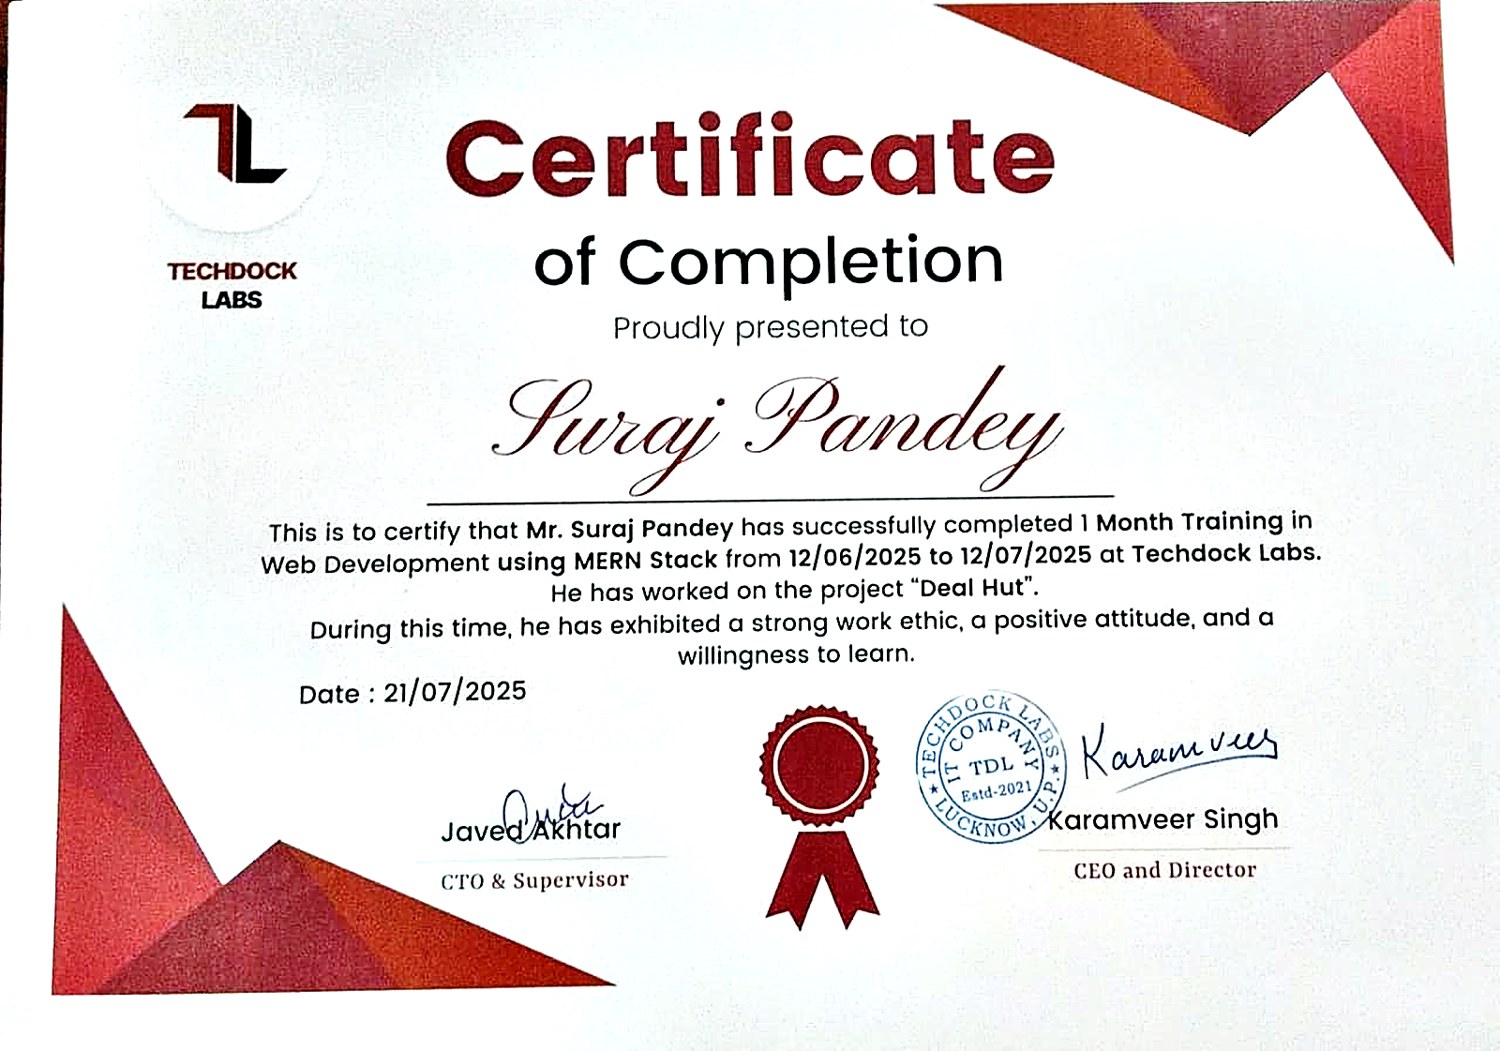 TECHDOCK
LABS
Certificate
of Completion
Proudly presented to
Suraj Pandey
This is to certify that Mr. Suraj Pandey has successfully completed 1 Month Training in
Web Development using MERN Stack from 12/06/2025 to 12/07/2025 at Techdock Labs.
He has worked on the project “Deal Hut”.
During this time, he has exhibited a strong work ethic, a positive attitude, and a
willingness to learn.
Date : 21/07/2025
Javed Akhtar
CTO & Supervisor
TECHDOCK LABS
IT COMPANY
TDL
Estd-2021
LUCKNOW, U.P.
Karamveer
Karamveer Singh
CEO and Director